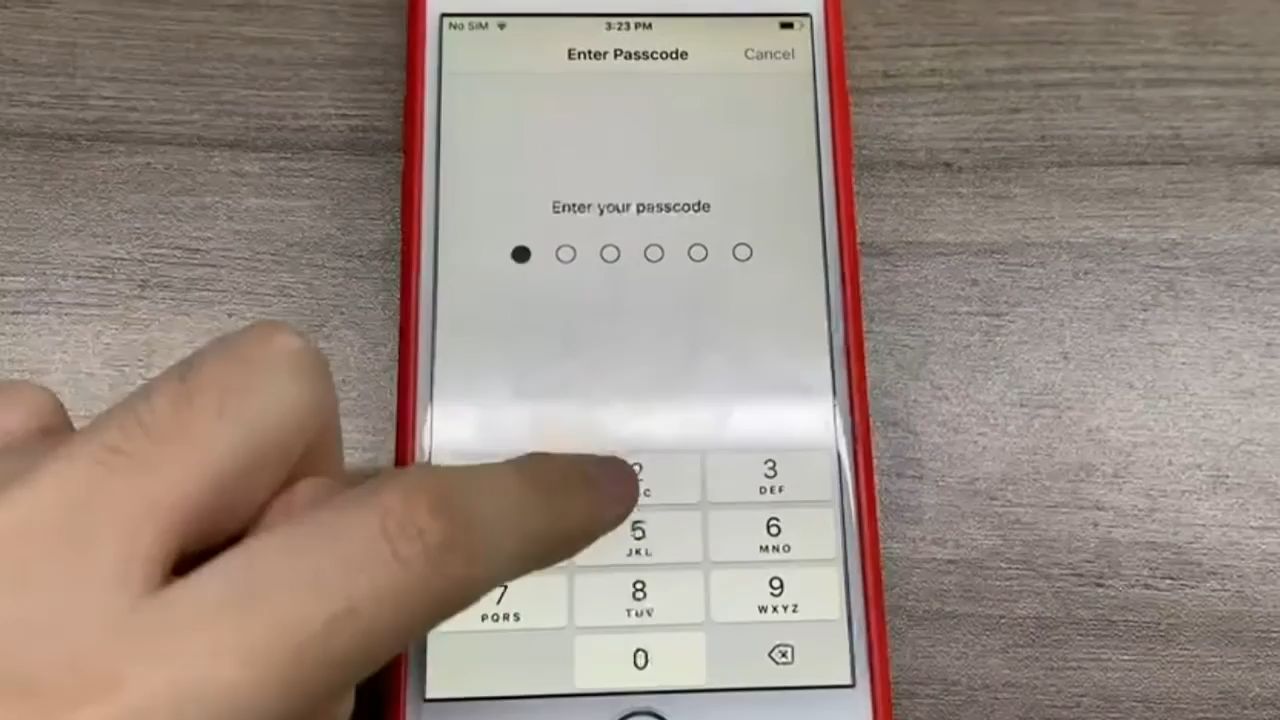 No SIM 3:23 PM
Enter Passcode Cancel
Enter your passcode
2 3
DEF
5 6
JKL MNO
7 8 9
PQRS TUV WXYZ
0